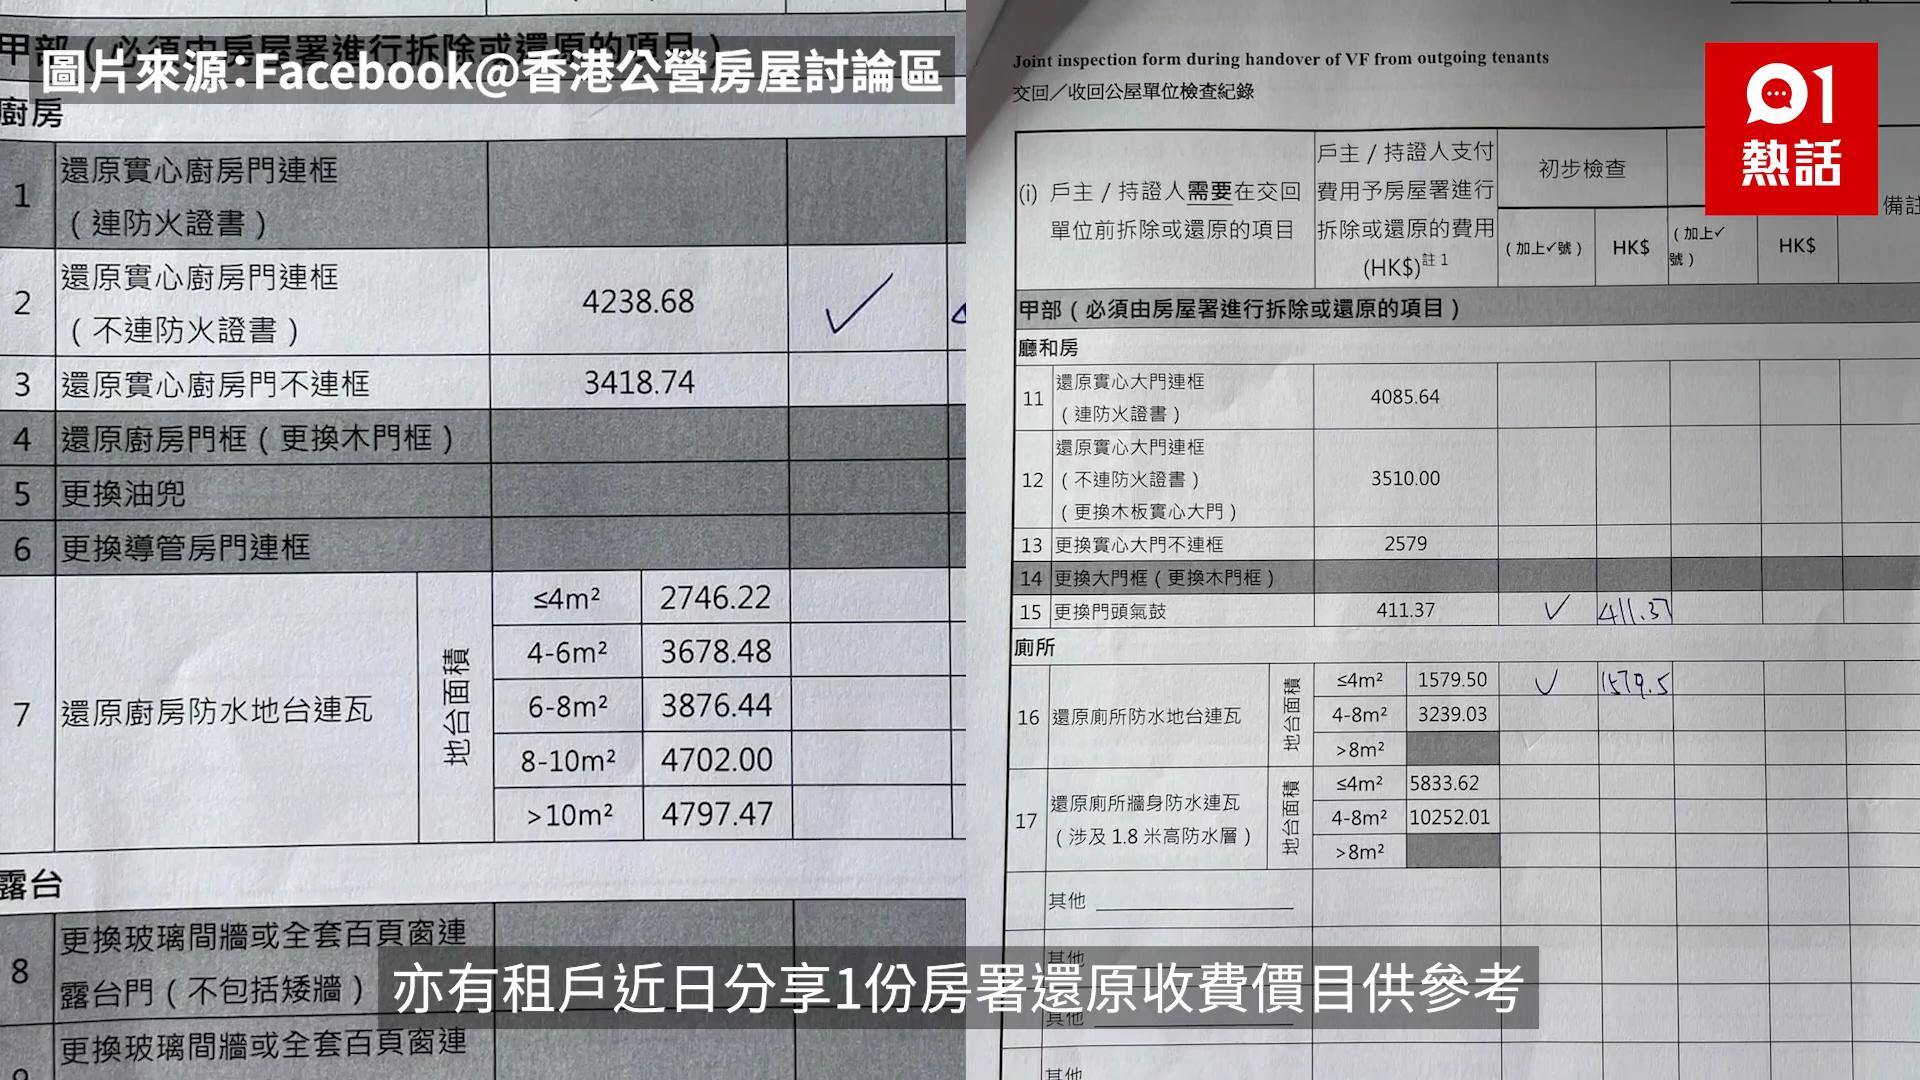 甲部（必須由房屋署進行拆除或還原的項目）
圖片來源：Facebook@香港公營房屋討論區
廚房
1 還原實心廚房門連框
（連防火證書）
2 還原實心廚房門連框
（不連防火證書） 4238.68 ✓
3 還原實心廚房門不連框 3418.74
4 還原廚房門框（更換木門框）
5 更換油兜
6 更換導管房門連框
7 還原廚房防水地台連瓦 地台面積
≤4m² 2746.22
4-6m² 3678.48
6-8m² 3876.44
8-10m² 4702.00
>10m² 4797.47
露台
8 更換玻璃間牆或全套百頁窗連
露台門（不包括矮牆）
更換玻璃間牆或全套百頁窗連
Joint inspection form during handover of VF from outgoing tenants
交回／收回公屋單位檢查紀錄
(i) 戶主／持證人需要在交回
單位前拆除或還原的項目
戶主／持證人支付
費用予房屋署進行
拆除或還原的費用
(HK$)註1
初步檢查
（加上✓號） HK$
（加上✓
號） HK$
備註
甲部（必須由房屋署進行拆除或還原的項目）
廳和房
11 還原實心大門連框
（連防火證書） 4085.64
12 還原實心大門連框
（不連防火證書） 3510.00
（更換木板實心大門）
13 更換實心大門不連框 2579
14 更換大門框（更換木門框）
15 更換門頭氣鼓 411.37 ✓ 411.37
廁所
16 還原廁所防水地台連瓦 地台面積
≤4m² 1579.50 ✓ 1579.5
4-8m² 3239.03
>8m²
17 還原廁所牆身防水連瓦
（涉及 1.8 米高防水層） 地台面積
≤4m² 5833.62
4-8m² 10252.01
>8m²
其他
其他
其他
其他
01
熱話
亦有租戶近日分享1份房署還原收費價目供參考